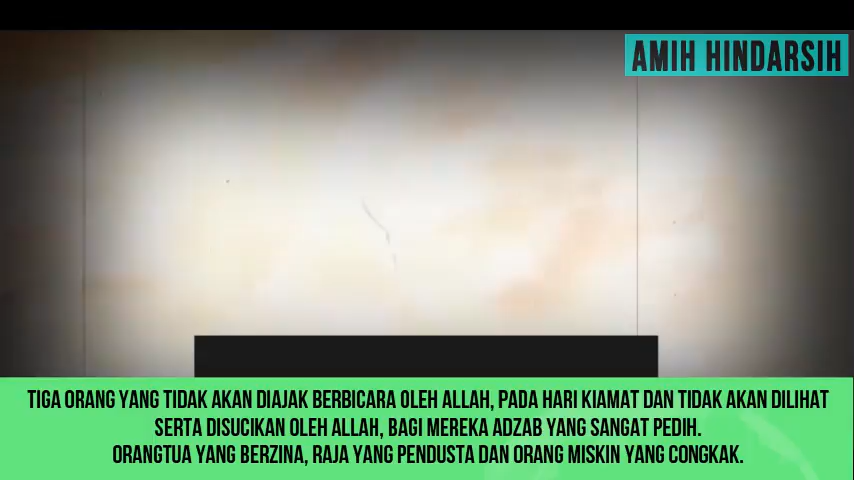 AMIH HINDARSIH
TIGA ORANG YANG TIDAK AKAN DIAJAK BERBICARA OLEH ALLAH, PADA HARI KIAMAT DAN TIDAK AKAN DILIHAT
SERTA DISUCIKAN OLEH ALLAH, BAGI MEREKA ADZAB YANG SANGAT PEDIH.
ORANGTUA YANG BERZINA, RAJA YANG PENDUSTA DAN ORANG MISKIN YANG CONGKAK.